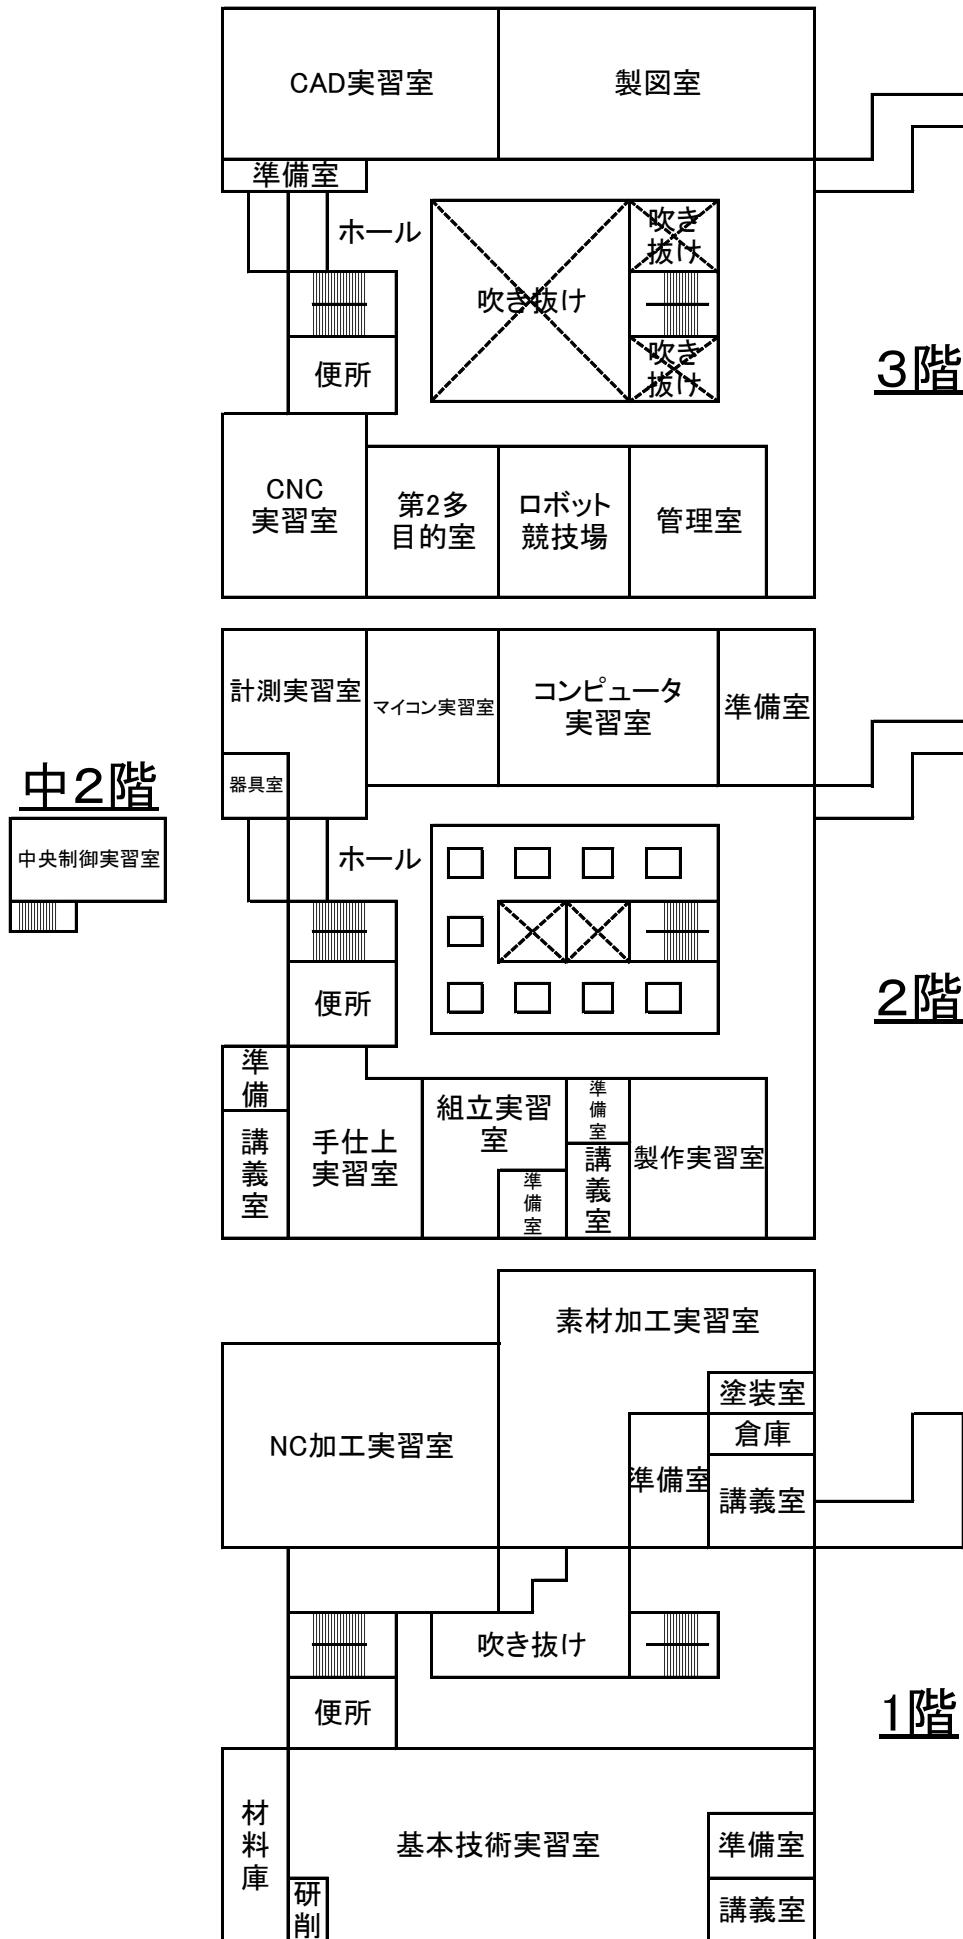 CAD実習室
製図室
準備室
ホール
吹き
抜け
吹き抜け
吹き
抜け
便所
3階
CNC
実習室
第2多
目的室
ロボット
競技場
管理室
計測実習室
マイコン実習室
コンピュータ
実習室
準備室
器具室
中2階
中央制御実習室
ホール
便所
2階
準
備
講
義
室
手仕上
実習室
組立実習
室
準
備
室
準
備
室
講
義
室
製作実習室
素材加工実習室
塗装室
倉庫
NC加工実習室
準備室
講義室
吹き抜け
便所
1階
材
料
庫
基本技術実習室
準備室
研
削
講義室